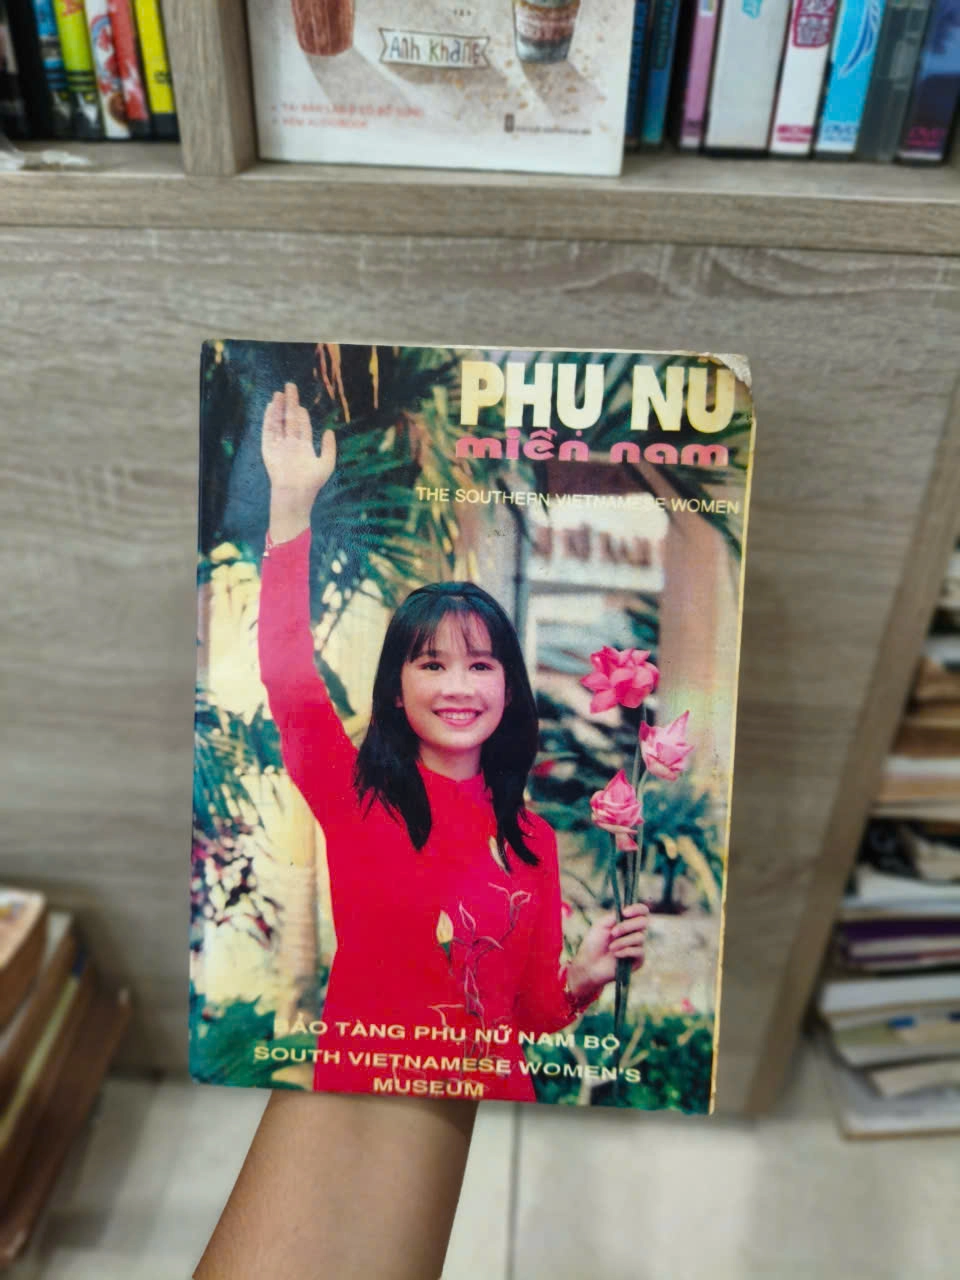 Anh Khang
PHỤ NỮ
miền nam
THE SOUTHERN VIETNAMESE WOMEN
BẢO TÀNG PHỤ NỮ NAM BỘ
SOUTH VIETNAMESE WOMEN'S
MUSEUM